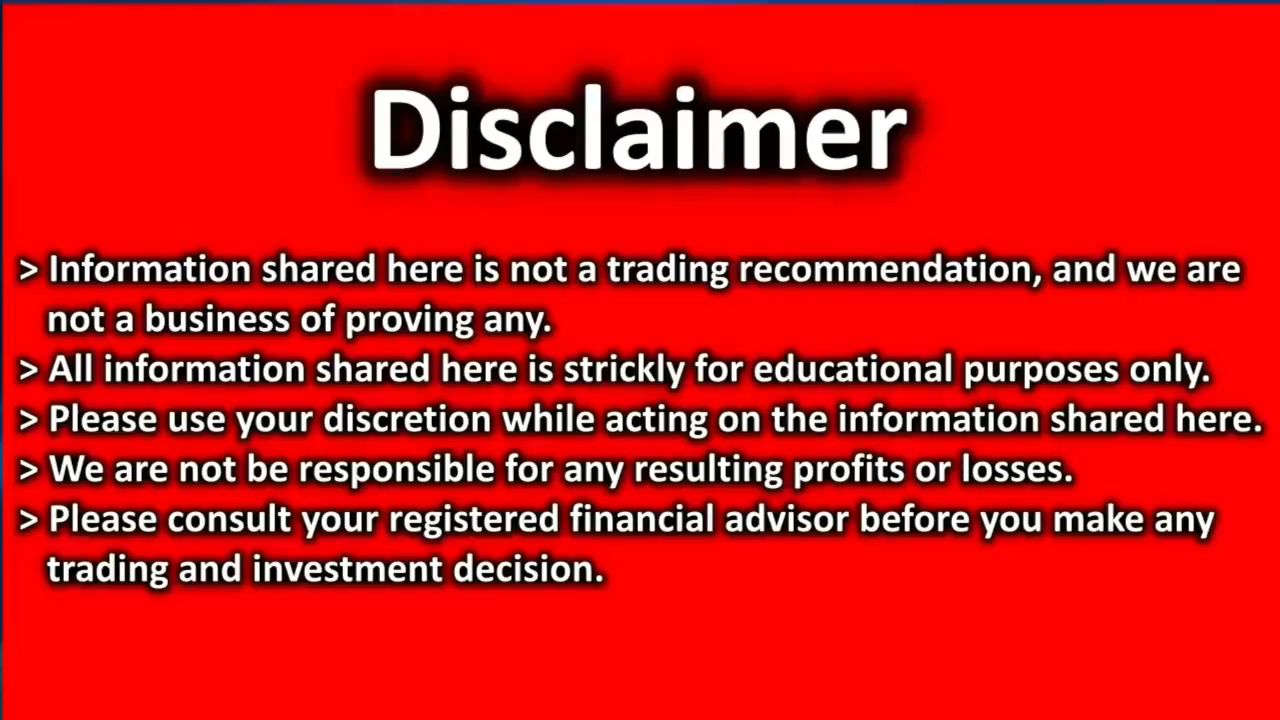 Disclaimer
> Information shared here is not a trading recommendation, and we are
not a business of proving any.
> All information shared here is strickly for educational purposes only.
> Please use your discretion while acting on the information shared here.
> We are not be responsible for any resulting profits or losses.
> Please consult your registered financial advisor before you make any
trading and investment decision.